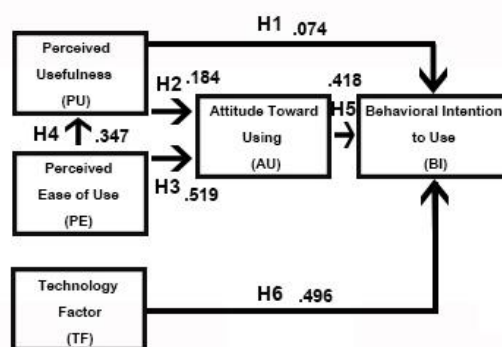 H1 .074
Perceived
Usefulness
(PU)
H2 .184
.418
H5
Attitude Toward
Using
(AU)
Behavioral Intention
to Use
(BI)
H4 .347
Perceived
Ease of Use
(PE)
H3 .519
Technology
Factor
(TF)
H6 .496